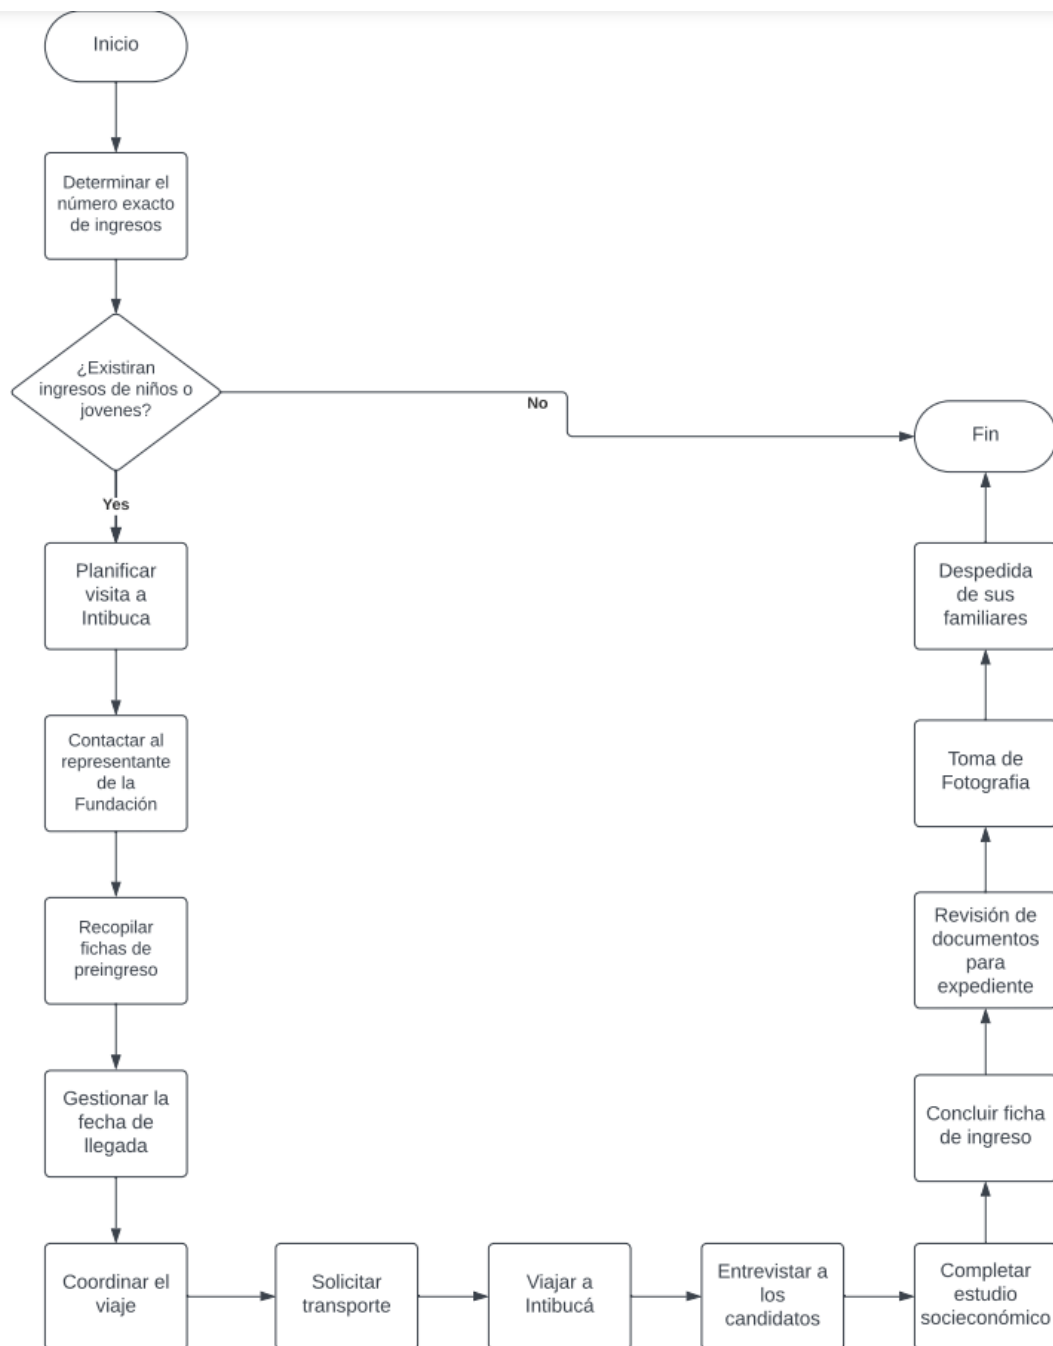 Inicio
Determinar el
número exacto
de ingresos
¿Existiran
ingresos de niños o
jovenes?
No
Fin
Yes
Planificar
visita a
Intibuca
Despedida
de sus
familiares
Contactar al
representante
de la
Fundación
Toma de
Fotografia
Recopilar
fichas de
preingreso
Revisión de
documentos
para
expediente
Gestionar la
fecha de
llegada
Concluir ficha
de ingreso
Coordinar el
viaje
Solicitar
transporte
Viajar a
Intibucá
Entrevistar a
los
candidatos
Completar
estudio
socieconómico